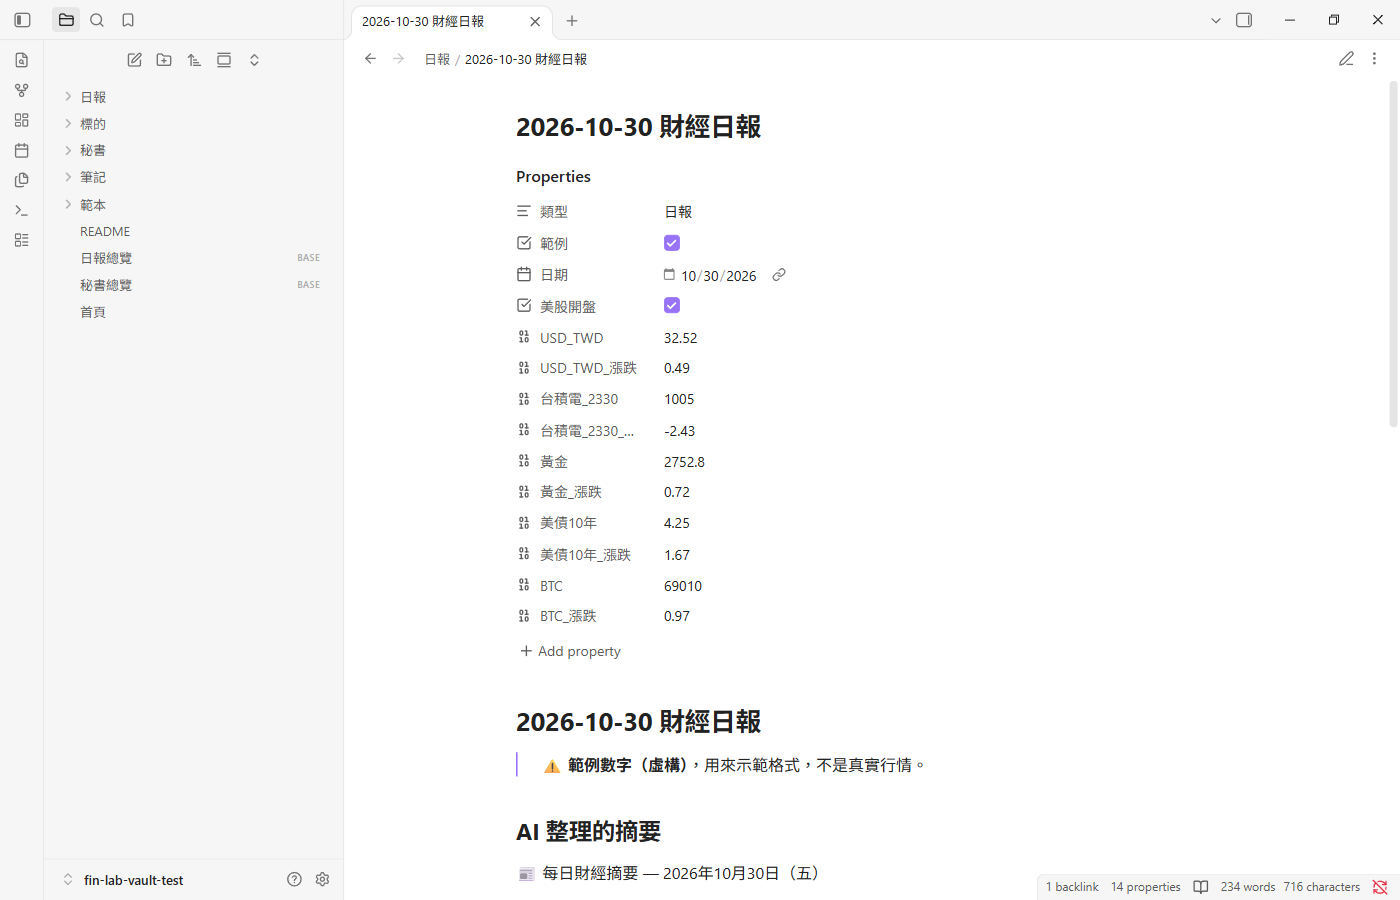 2026-10-30 財經日報
日報 / 2026-10-30 財經日報
日報
標的
秘書
筆記
範本
README
日報總覽 BASE
秘書總覽 BASE
首頁
fin-lab-vault-test
2026-10-30 財經日報
Properties
類型 日報
範例
日期 10/30/2026
美股開盤
USD_TWD 32.52
USD_TWD_漲跌 0.49
台積電_2330 1005
台積電_2330_... -2.43
黃金 2752.8
黃金_漲跌 0.72
美債10年 4.25
美債10年_漲跌 1.67
BTC 69010
BTC_漲跌 0.97
Add property
2026-10-30 財經日報
⚠️ 範例數字（虛構），用來示範格式，不是真實行情。
AI 整理的摘要
📰 每日財經摘要 — 2026年10月30日（五）
1 backlink 14 properties 234 words 716 characters